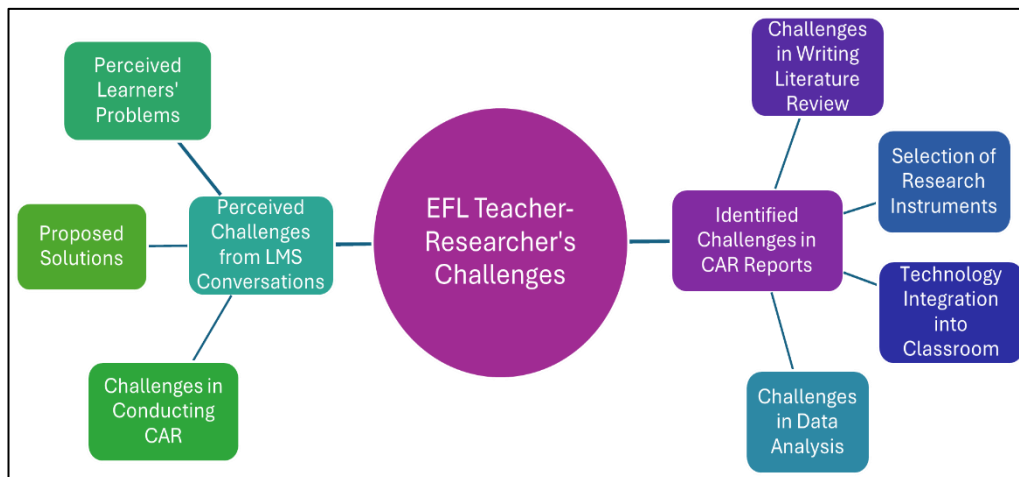 Perceived
Learners'
Problems
Proposed
Solutions
Perceived
Challenges
from LMS
Conversations
Challenges in
Conducting
CAR
EFL Teacher-
Researcher's
Challenges
Identified
Challenges in
CAR Reports
Challenges
in Writing
Literature
Review
Selection of
Research
Instruments
Technology
Integration
into
Classroom
Challenges
in Data
Analysis